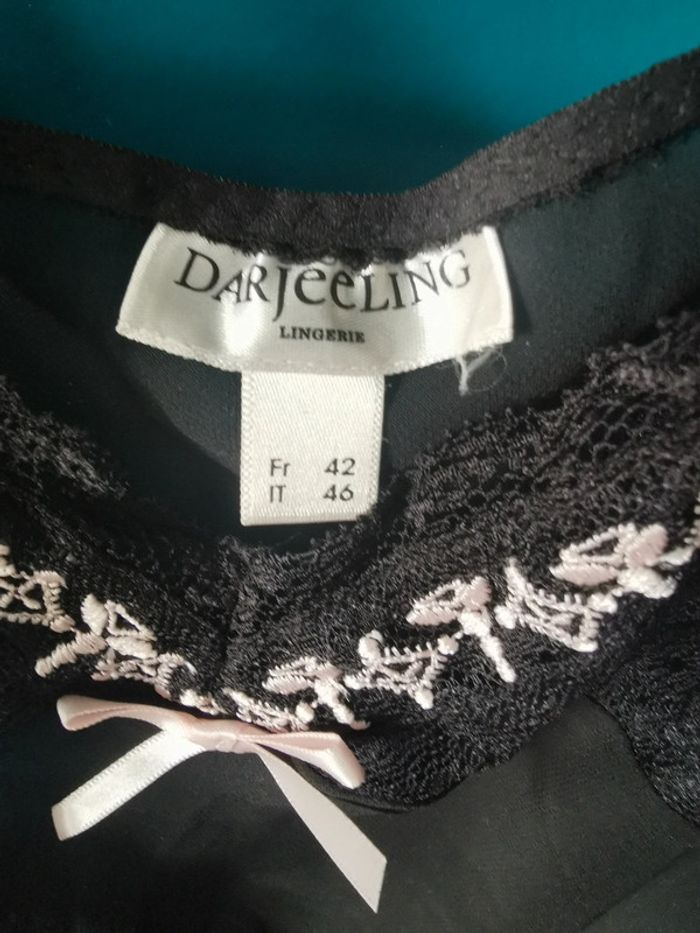 DARJeeLING
LINGERIE
Fr 42
IT 46